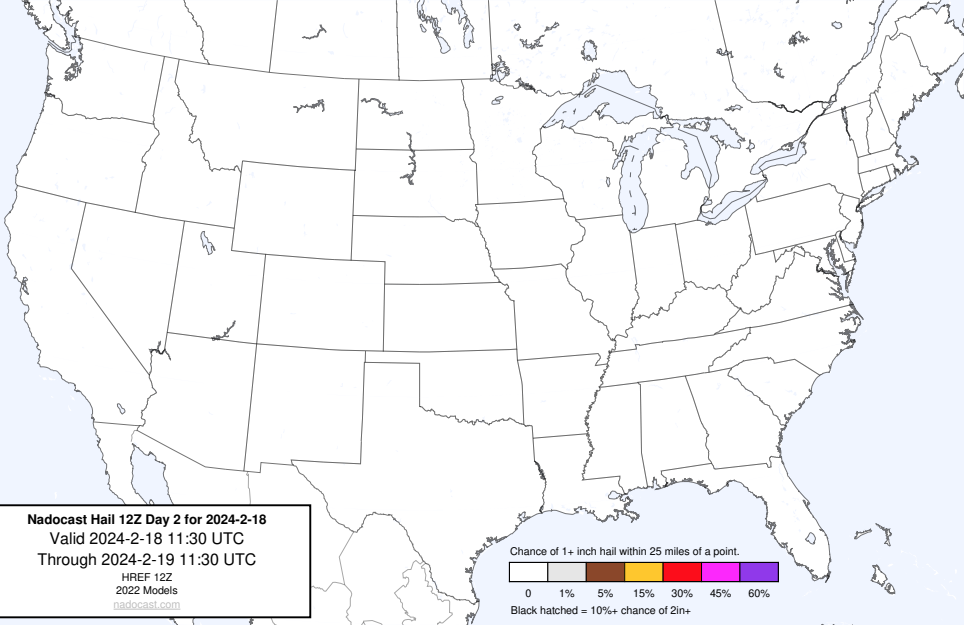 Nadocast Hail 12Z Day 2 for 2024-2-18
Valid 2024-2-18 11:30 UTC
Through 2024-2-19 11:30 UTC
HREF 12Z
2022 Models
nadocast.com
Chance of 1+ inch hail within 25 miles of a point.
0 1% 5% 15% 30% 45% 60%
Black hatched = 10%+ chance of 2in+